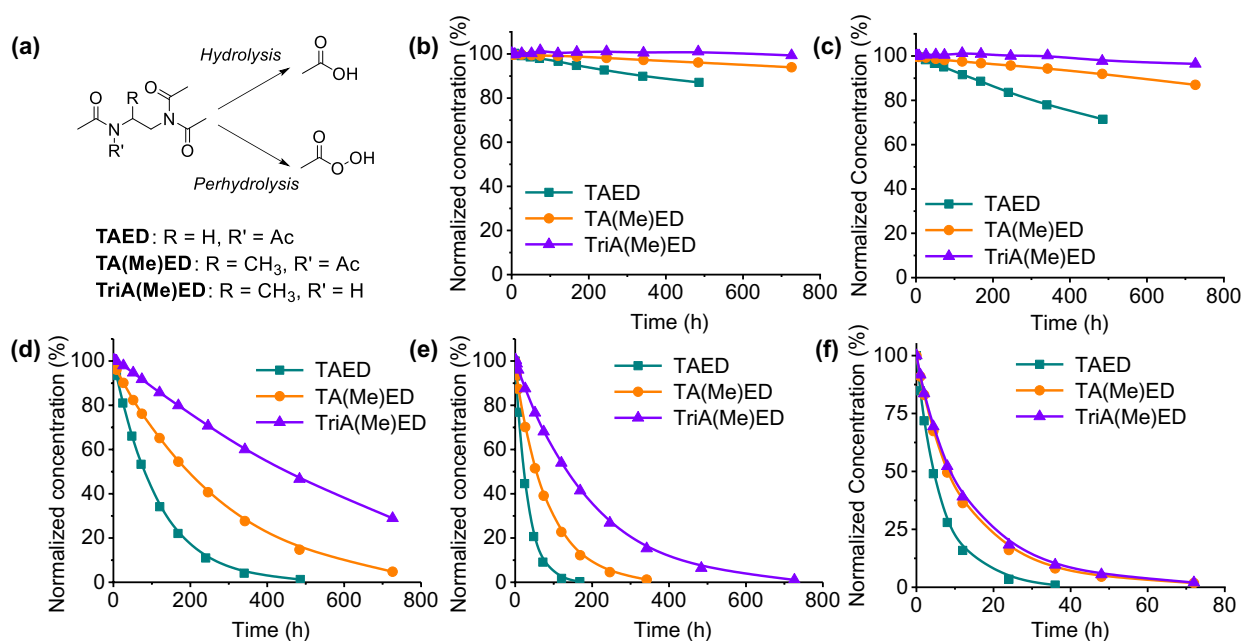 (a)
Hydrolysis
O
OH
O
R
O
N
N
R'
O
O
O
OH
Perhydrolysis
TAED: R = H, R' = Ac
TA(Me)ED: R = CH3, R' = Ac
TriA(Me)ED: R = CH3, R' = H
(b)
Normalized concentration (%)
100
80
60
40
20
0
TAED
TA(Me)ED
TriA(Me)ED
0 200 400 600 800
Time (h)
(c)
Normalized Concentration (%)
100
80
60
40
20
0
TAED
TA(Me)ED
TriA(Me)ED
0 200 400 600 800
Time (h)
(d)
Normalized concentration (%)
100
80
60
40
20
0
TAED
TA(Me)ED
TriA(Me)ED
0 200 400 600 800
Time (h)
(e)
Normalized concentration (%)
100
80
60
40
20
0
TAED
TA(Me)ED
TriA(Me)ED
0 200 400 600 800
Time (h)
(f)
Normalized Concentration (%)
100
75
50
25
0
TAED
TA(Me)ED
TriA(Me)ED
0 20 40 60 80
Time (h)